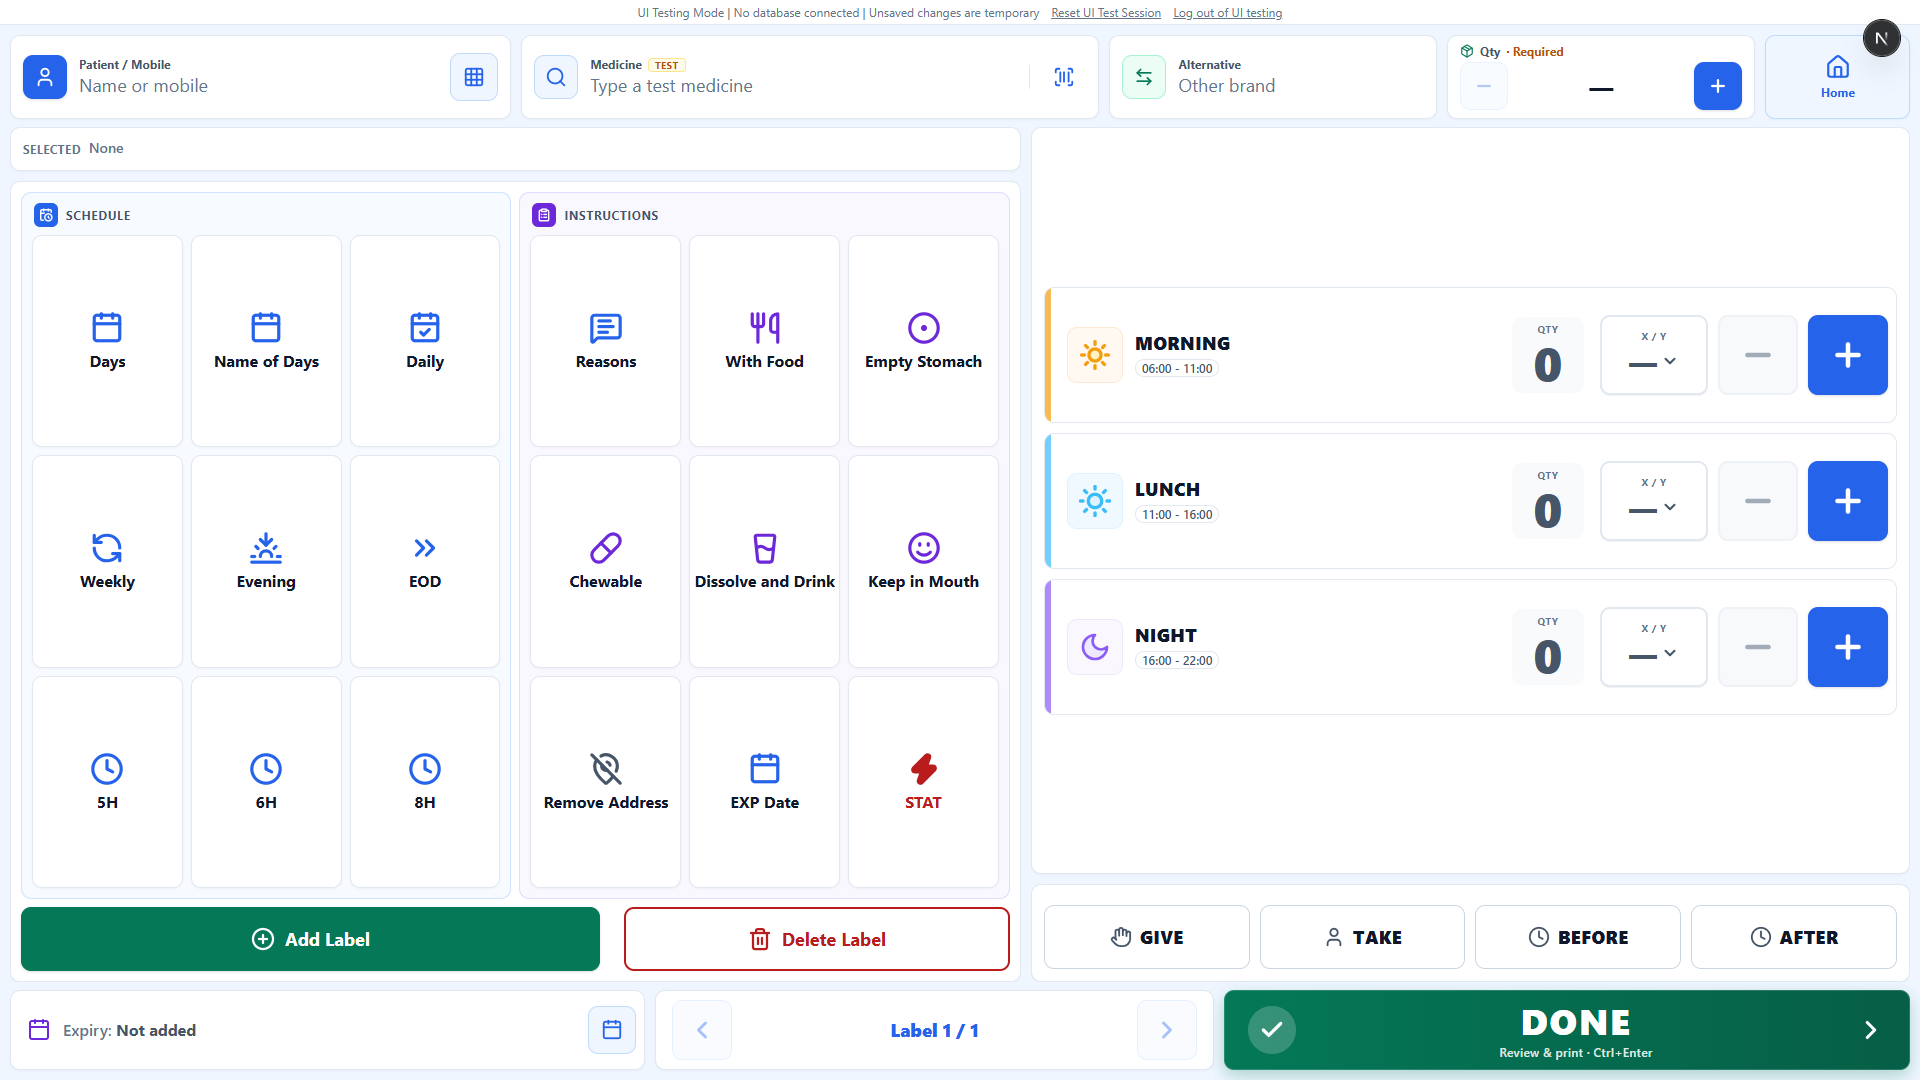 UI Testing Mode | No database connected | Unsaved changes are temporary Reset UI Test Session Log out of UI testing
Patient / Mobile
Name or mobile
Medicine TEST
Type a test medicine
Alternative
Other brand
Qty · Required
—
Home
N
SELECTED None
SCHEDULE
Days
Name of Days
Daily
Weekly
Evening
EOD
5H
6H
8H
INSTRUCTIONS
Reasons
With Food
Empty Stomach
Chewable
Dissolve and Drink
Keep in Mouth
Remove Address
EXP Date
STAT
Add Label
Delete Label
MORNING
06:00 - 11:00
QTY
0
X / Y
—
LUNCH
11:00 - 16:00
QTY
0
X / Y
—
NIGHT
16:00 - 22:00
QTY
0
X / Y
—
GIVE
TAKE
BEFORE
AFTER
Expiry: Not added
Label 1 / 1
DONE
Review & print · Ctrl+Enter